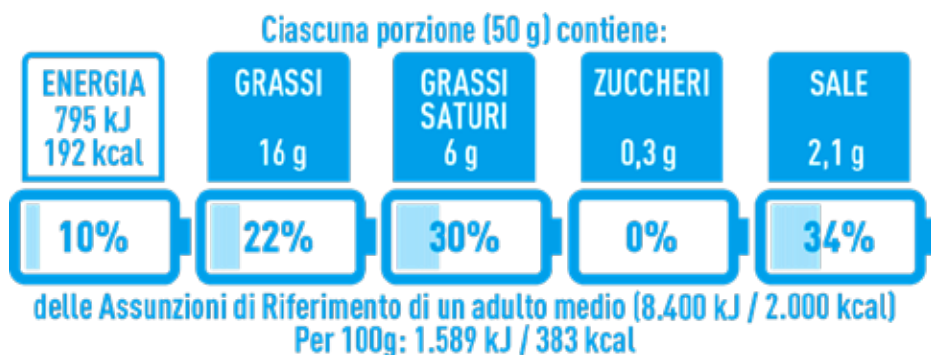 Ciascuna porzione (50 g) contiene:
ENERGIA
795 kJ
192 kcal
10%
GRASSI
16 g
22%
GRASSI
SATURI
6 g
30%
ZUCCHERI
0,3 g
0%
SALE
2,1 g
34%
delle Assunzioni di Riferimento di un adulto medio (8.400 kJ / 2.000 kcal)
Per 100g: 1.589 kJ / 383 kcal